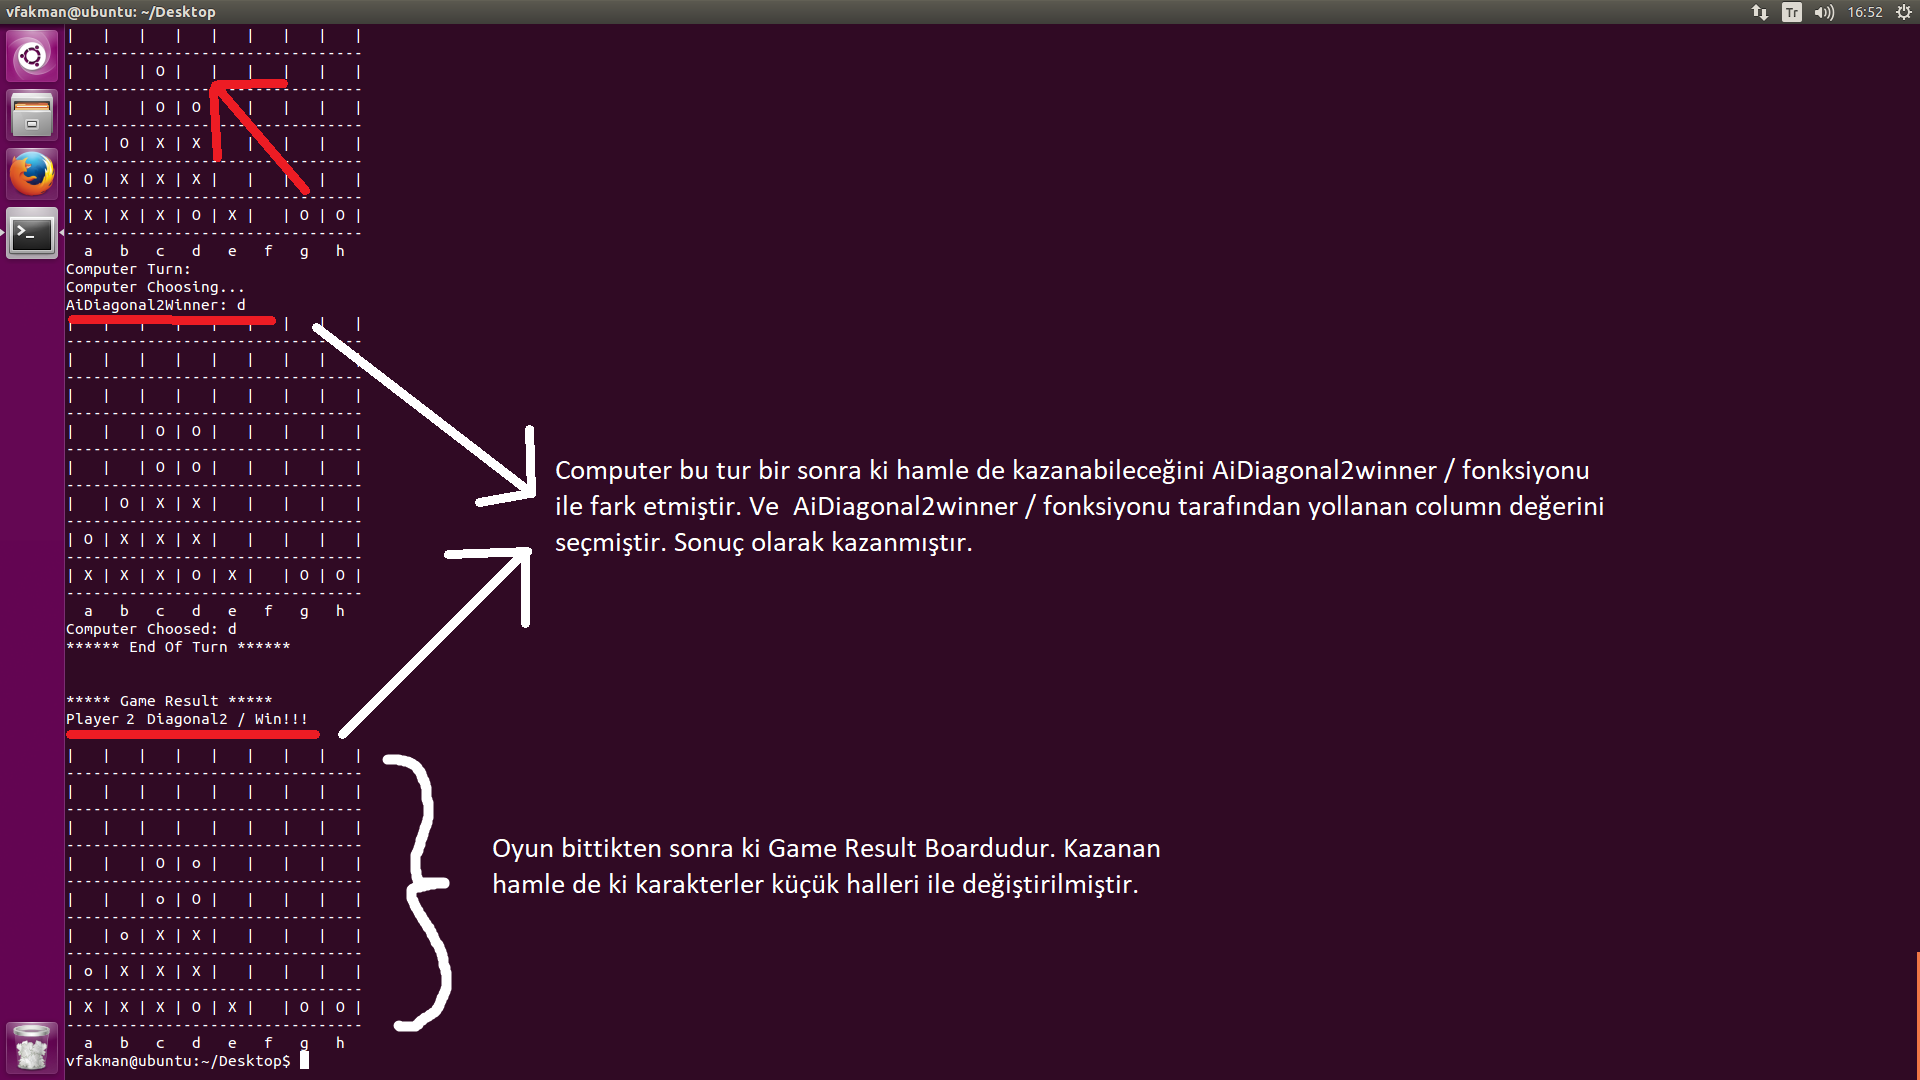 vfakman@ubuntu: ~/Desktop
Tr 16:52
|   |   |   |   |   |   |   |   |
---------------------------------
|   |   | O |   |   |   |   |   |
---------------------------------
|   |   | O | O |   |   |   |   |
---------------------------------
|   | O | X | X |   |   |   |   |
---------------------------------
| O | X | X | X |   |   |   |   |
---------------------------------
| X | X | X | O | X |   | O | O |
---------------------------------
a b c d e f g h
Computer Turn:
Computer Choosing...
AiDiagonal2Winner: d
|   |   |   |   |   |   |   |   |
---------------------------------
|   |   |   |   |   |   |   |   |
---------------------------------
|   |   |   |   |   |   |   |   |
---------------------------------
|   |   | O | O |   |   |   |   |
---------------------------------
|   |   | O | O |   |   |   |   |
---------------------------------
|   | O | X | X |   |   |   |   |
---------------------------------
| O | X | X | X |   |   |   |   |
---------------------------------
| X | X | X | O | X |   | O | O |
---------------------------------
a b c d e f g h
Computer Choosed: d
****** End Of Turn ******
***** Game Result *****
Player 2 Diagonal2 / Win!!!
|   |   |   |   |   |   |   |   |
---------------------------------
|   |   |   |   |   |   |   |   |
---------------------------------
|   |   |   |   |   |   |   |   |
---------------------------------
|   |   | O | o |   |   |   |   |
---------------------------------
|   |   | o | O |   |   |   |   |
---------------------------------
|   | o | X | X |   |   |   |   |
---------------------------------
| o | X | X | X |   |   |   |   |
---------------------------------
| X | X | X | O | X |   | O | O |
---------------------------------
a b c d e f g h
vfakman@ubuntu:~/Desktop$
Computer bu tur bir sonra ki hamle de kazanabileceğini AiDiagonal2winner / fonksiyonu
ile fark etmiştir. Ve AiDiagonal2winner / fonksiyonu tarafından yollanan column değerini
seçmiştir. Sonuç olarak kazanmıştır.
Oyun bittikten sonra ki Game Result Boardudur. Kazanan
hamle de ki karakterler küçük halleri ile değiştirilmiştir.